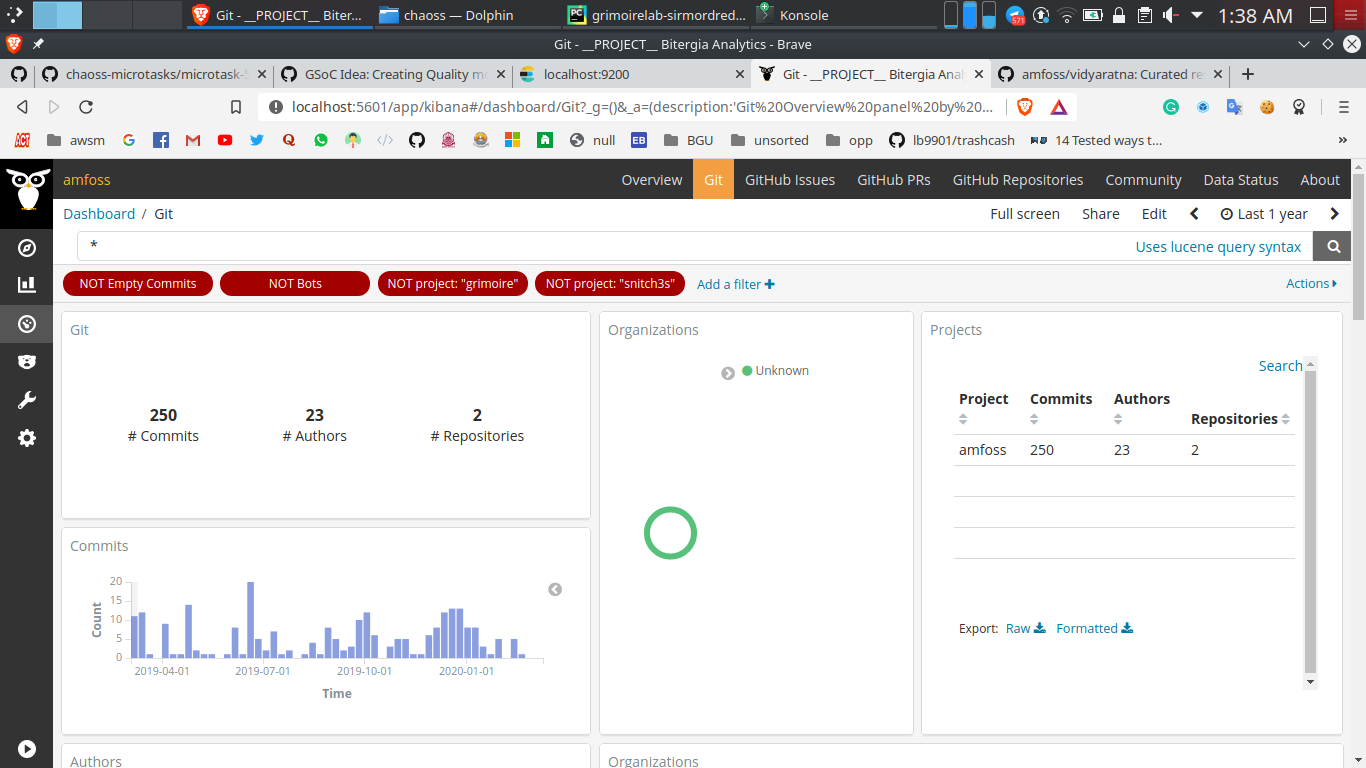 Git - __PROJECT__ Biter...
chaoss — Dolphin
grimoirelab-sirmordred...
Konsole
571
1:38 AM
Git - __PROJECT__ Bitergia Analytics - Brave
chaoss-microtasks/microtask-
GSoC Idea: Creating Quality m
localhost:9200
Git - __PROJECT__ Bitergia Anal
amfoss/vidyaratna: Curated re
localhost:5601/app/kibana#/dashboard/Git?_g=()&_a=(description:'Git%20Overview%20panel%20by%20...
ACT
awsm
null
EB
BGU
unsorted
opp
lb9901/trashcash
14 Tested ways t...
amfoss
Overview
Git
GitHub Issues
GitHub PRs
GitHub Repositories
Community
Data Status
About
Dashboard / Git
Full screen
Share
Edit
Last 1 year
*
Uses lucene query syntax
NOT Empty Commits
NOT Bots
NOT project: "grimoire"
NOT project: "snitch3s"
Add a filter
Actions
Git
250
# Commits
23
# Authors
2
# Repositories
Organizations
Unknown
Projects
Search
Project Commits Authors Repositories
amfoss 250 23 2
Export: Raw Formatted
Commits
20
15
10
5
0
Count
2019-04-01 2019-07-01 2019-10-01 2020-01-01
Time
Authors
Organizations